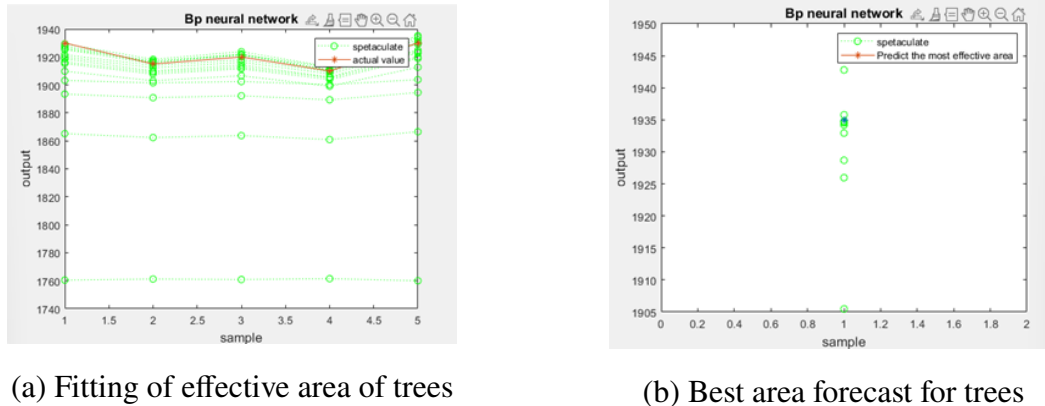 Bp neural network
1940
1920
1900
1880
1860
1840
1820
1800
1780
1760
1740
output
spetaculate
actual value
1 1.5 2 2.5 3 3.5 4 4.5 5
sample
(a) Fitting of effective area of trees
Bp neural network
1950
1945
1940
1935
1930
1925
1920
1915
1910
1905
output
spetaculate
Predict the most effective area
0 0.2 0.4 0.6 0.8 1 1.2 1.4 1.6 1.8 2
sample
(b) Best area forecast for trees